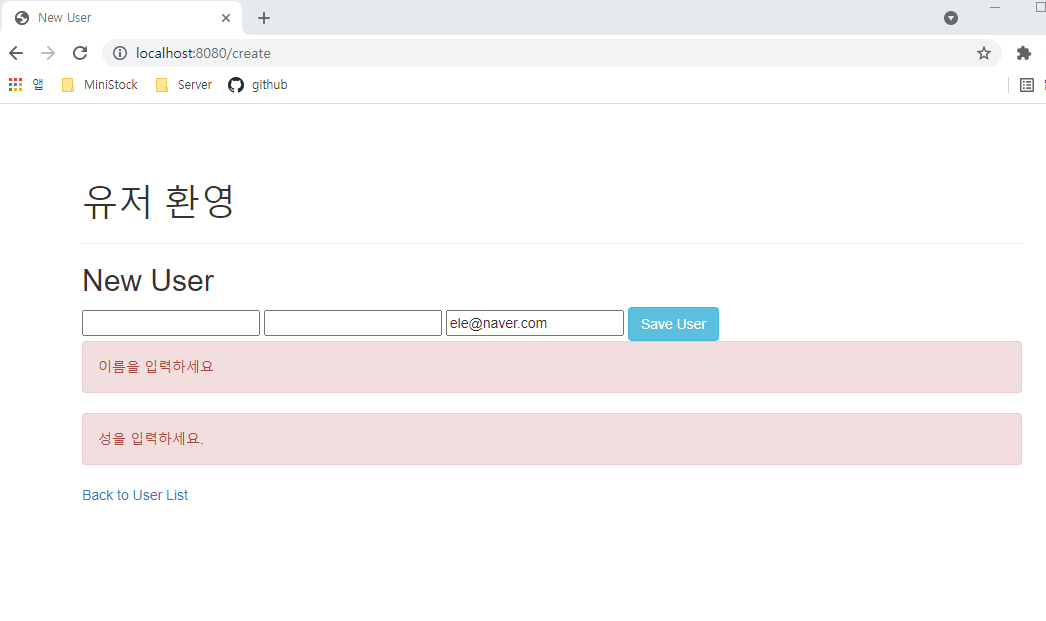 New User
localhost:8080/create
앱 MiniStock Server github
유저 환영
New User
ele@naver.com Save User
이름을 입력하세요
성을 입력하세요.
Back to User List